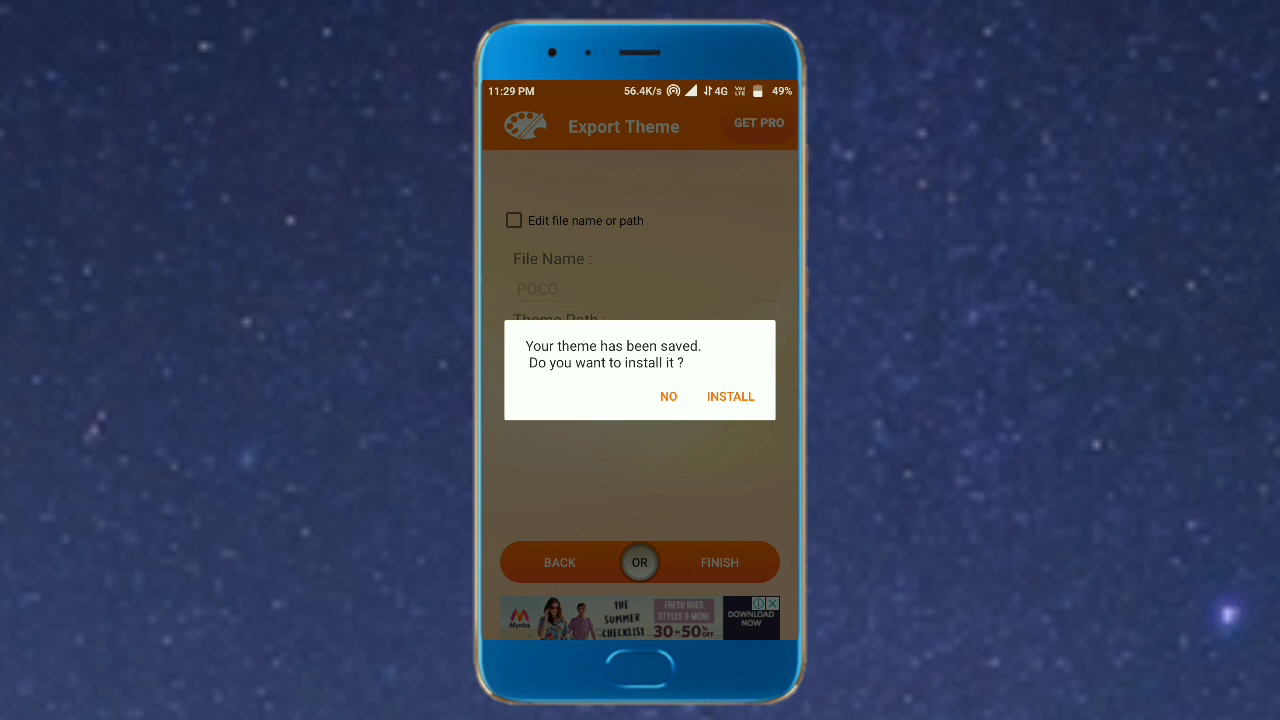 11:29 PM 56.4K/s 4G Vo) LTE 49%
Export Theme GET PRO
Edit file name or path
File Name :
POCO
Theme Path :
Your theme has been saved.
Do you want to install it ?
NO INSTALL
BACK OR FINISH
Myntra
THE
SUMMER
CHECKLIST
FRESH HUES,
STYLES & MORE
30-50% OFF
DOWNLOAD
NOW